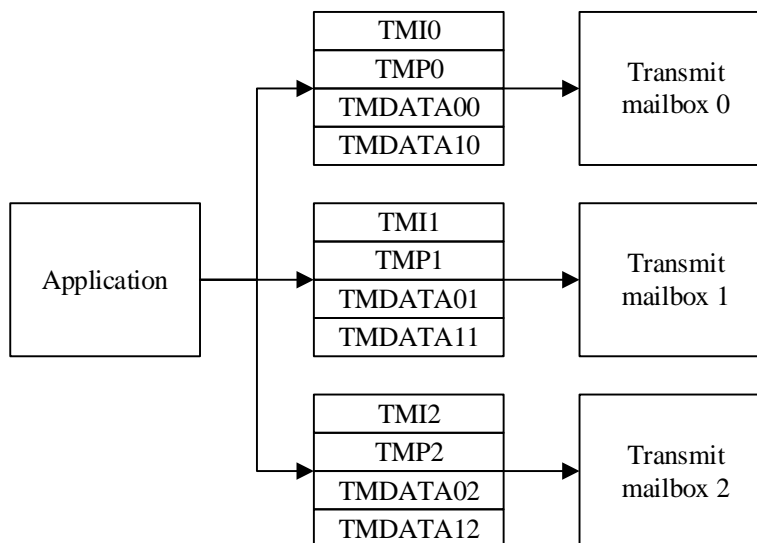 TMI0
TMP0
TMDATA00
TMDATA10
Transmit
mailbox 0
Application
TMI1
TMP1
TMDATA01
TMDATA11
Transmit
mailbox 1
TMI2
TMP2
TMDATA02
TMDATA12
Transmit
mailbox 2